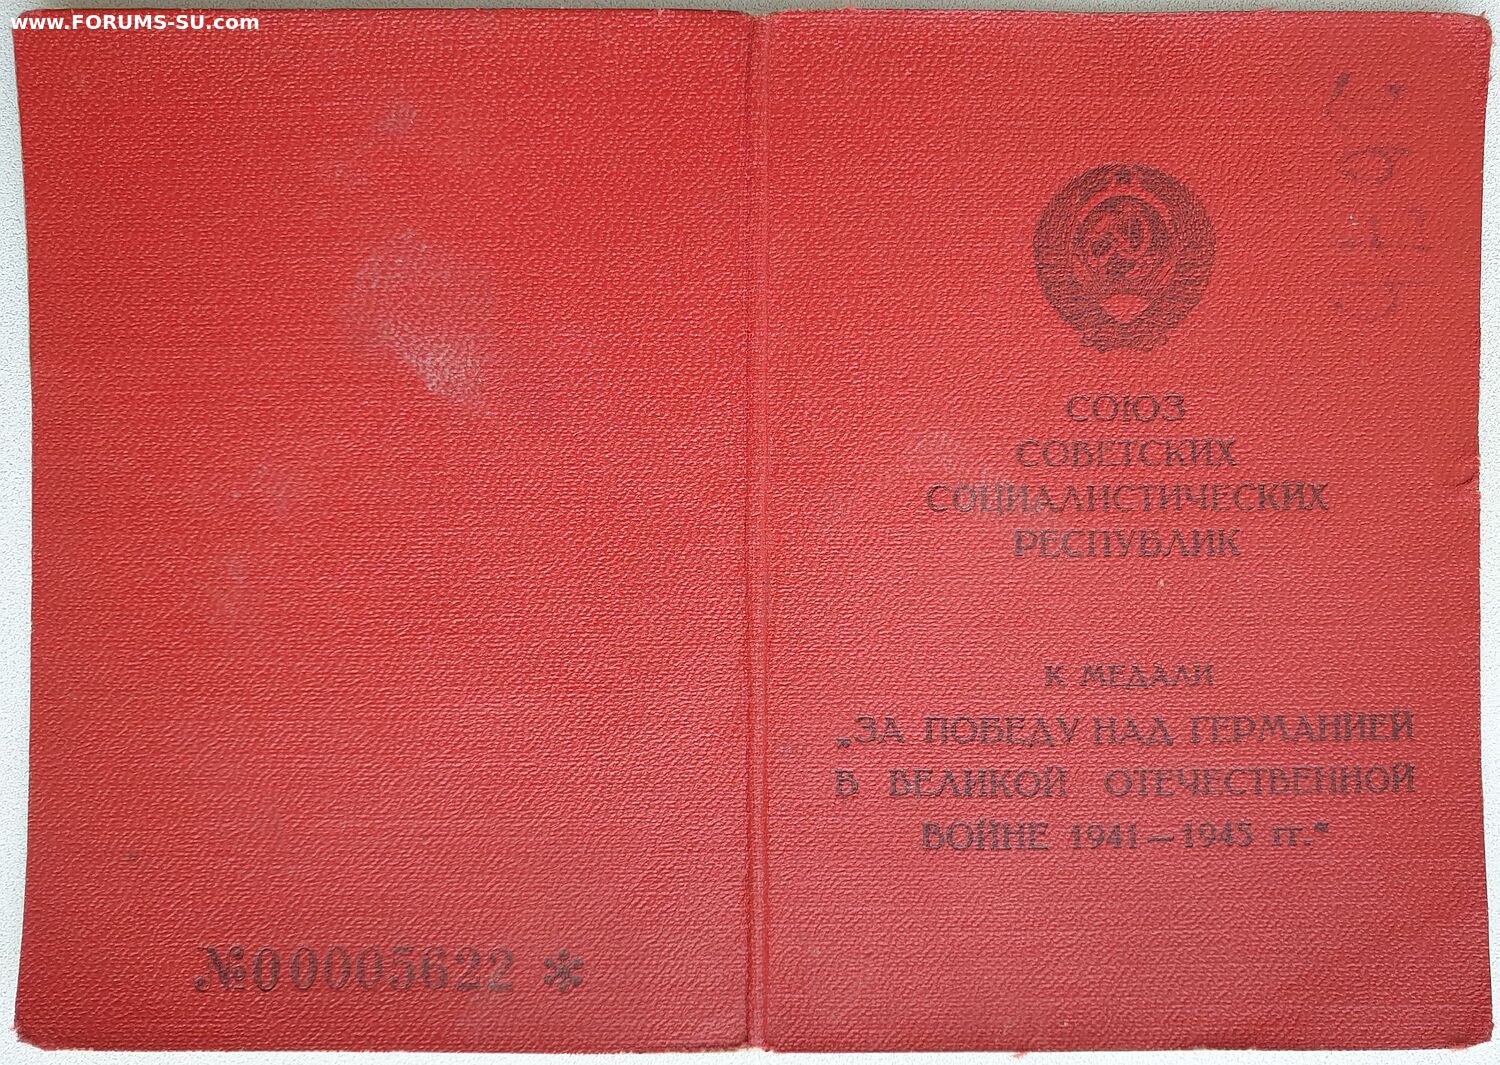 www.FORUMS-SU.com
СОЮЗ
СОВЕТСКИХ
СОЦИАЛИСТИЧЕСКИХ
РЕСПУБЛИК
К МЕДАЛИ
„ЗА ПОБЕДУ НАД ГЕРМАНИЕЙ
В ВЕЛИКОЙ ОТЕЧЕСТВЕННОЙ
ВОЙНЕ 1941—1945 гг.“
№00005622 *